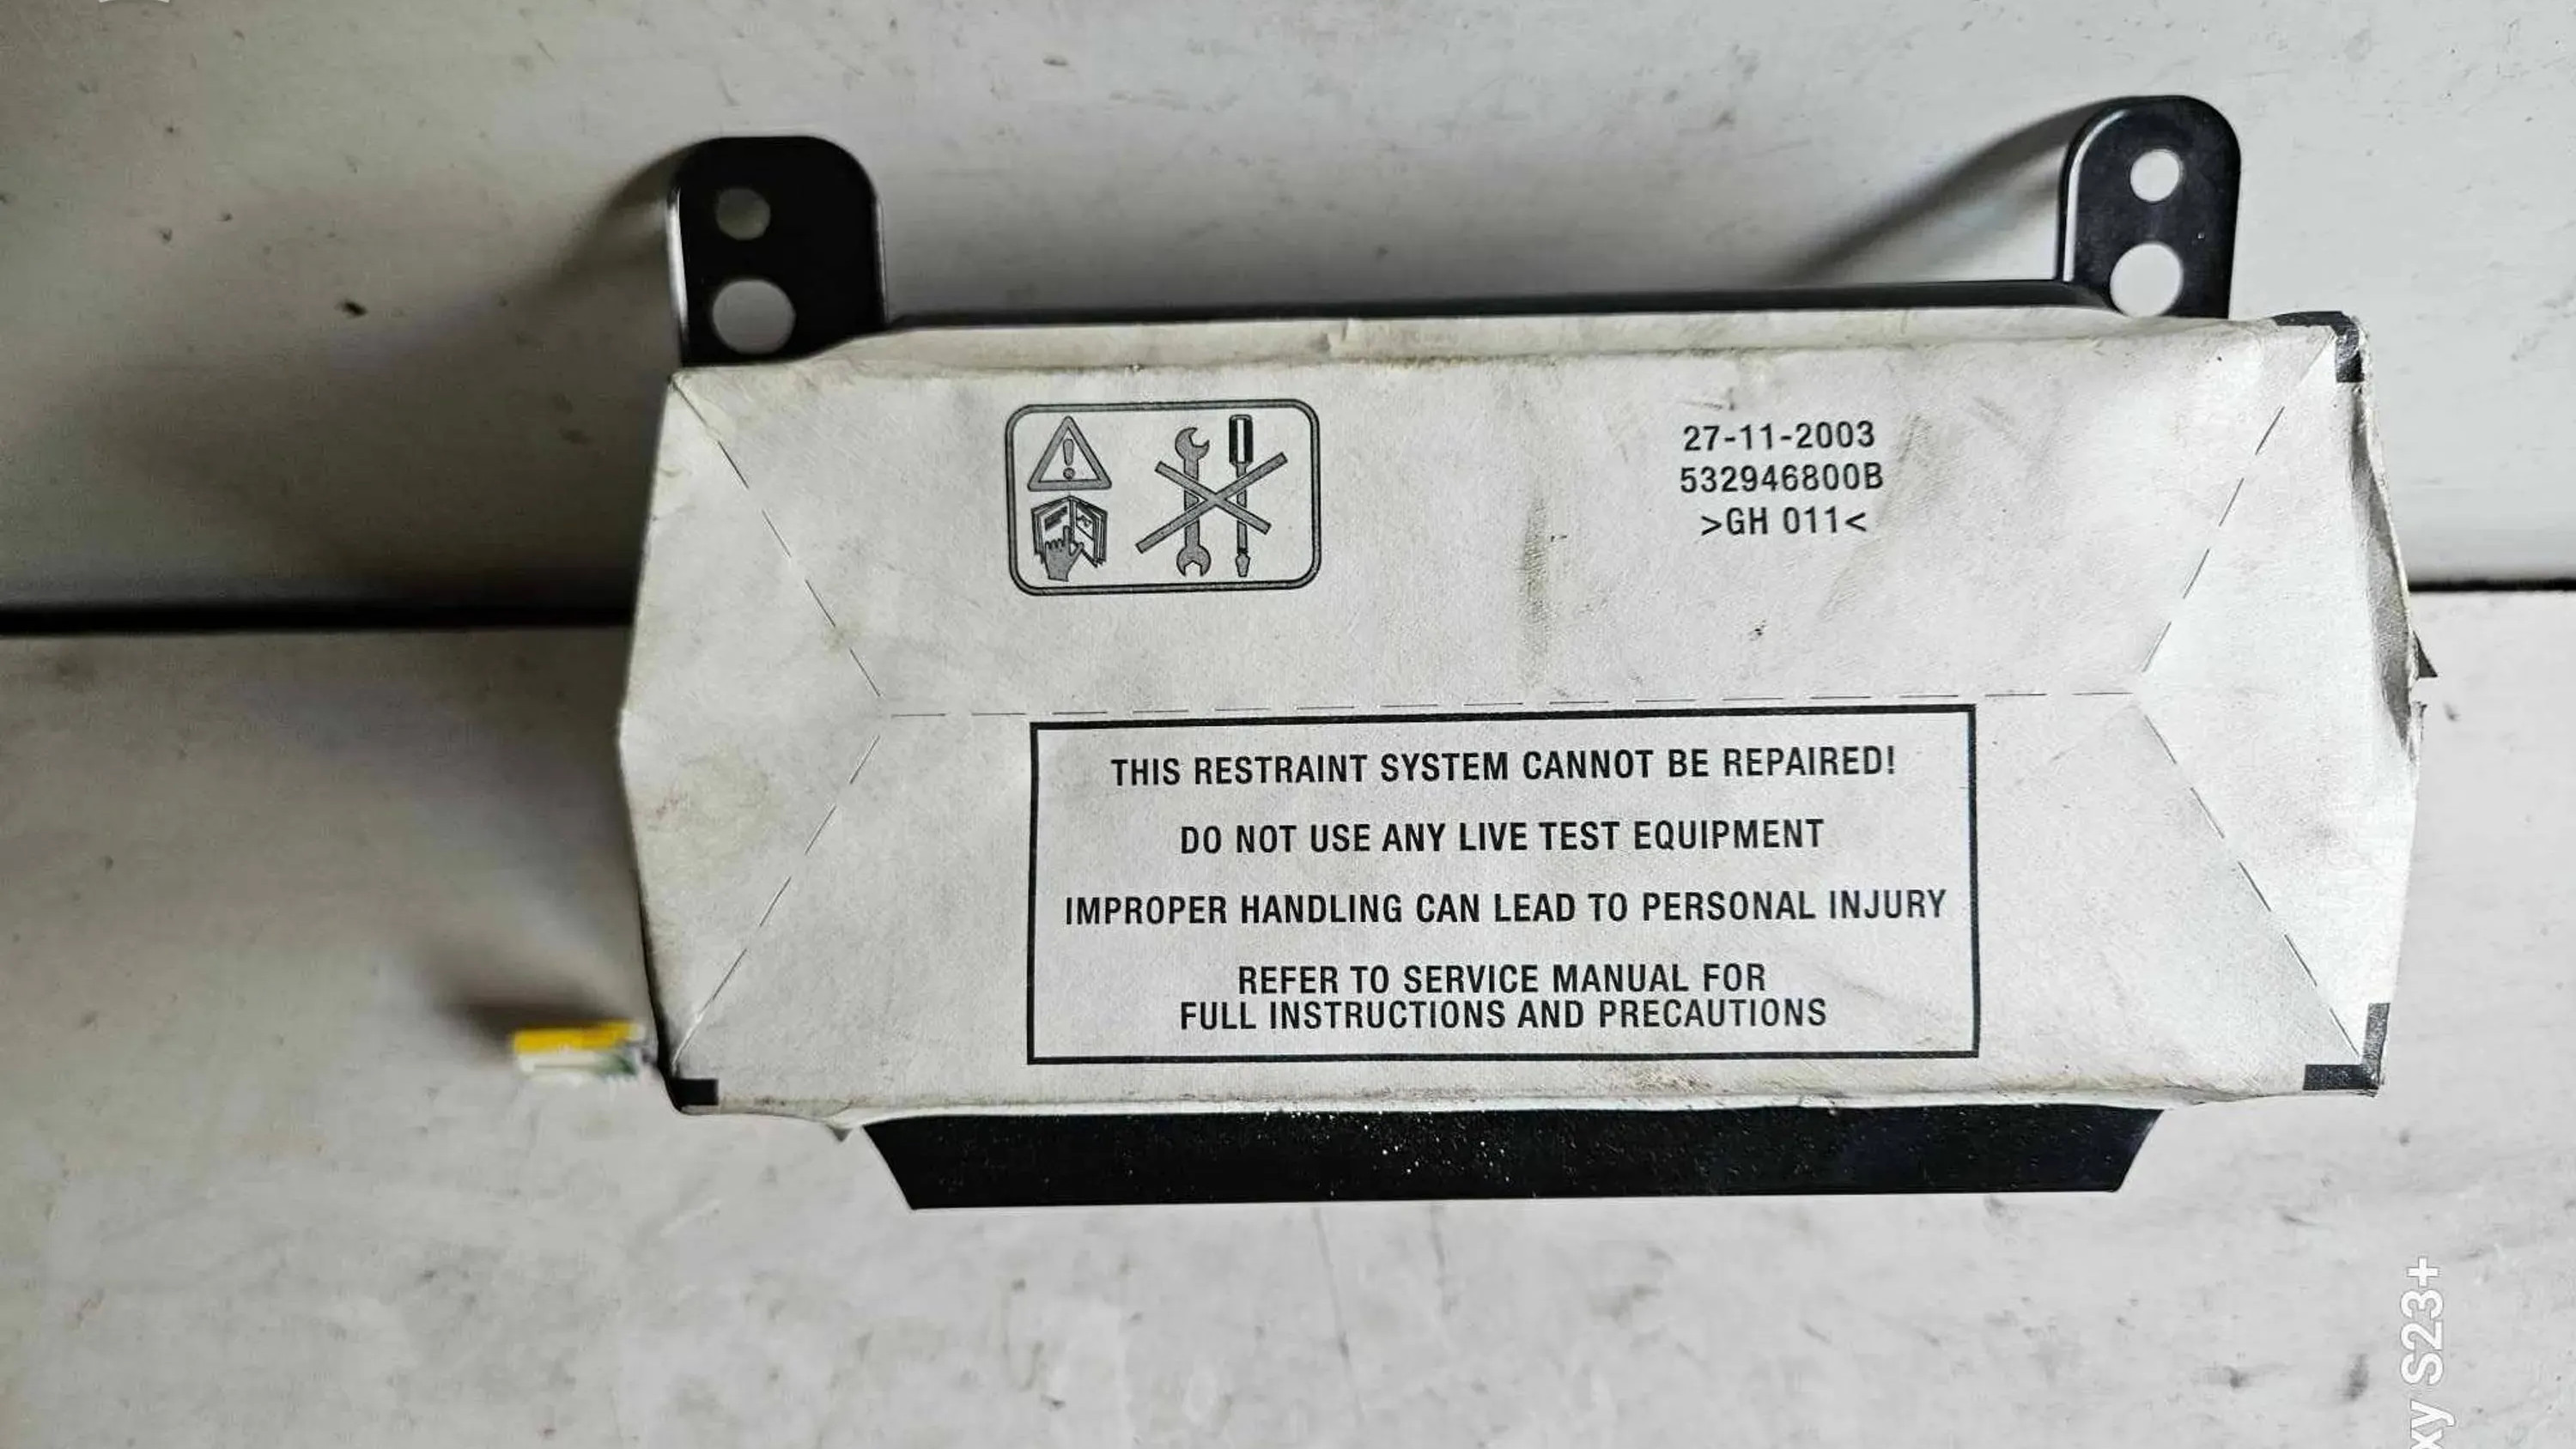 27-11-2003
532946800B
>GH 011<
THIS RESTRAINT SYSTEM CANNOT BE REPAIRED!
DO NOT USE ANY LIVE TEST EQUIPMENT
IMPROPER HANDLING CAN LEAD TO PERSONAL INJURY
REFER TO SERVICE MANUAL FOR
FULL INSTRUCTIONS AND PRECAUTIONS
xy S23+